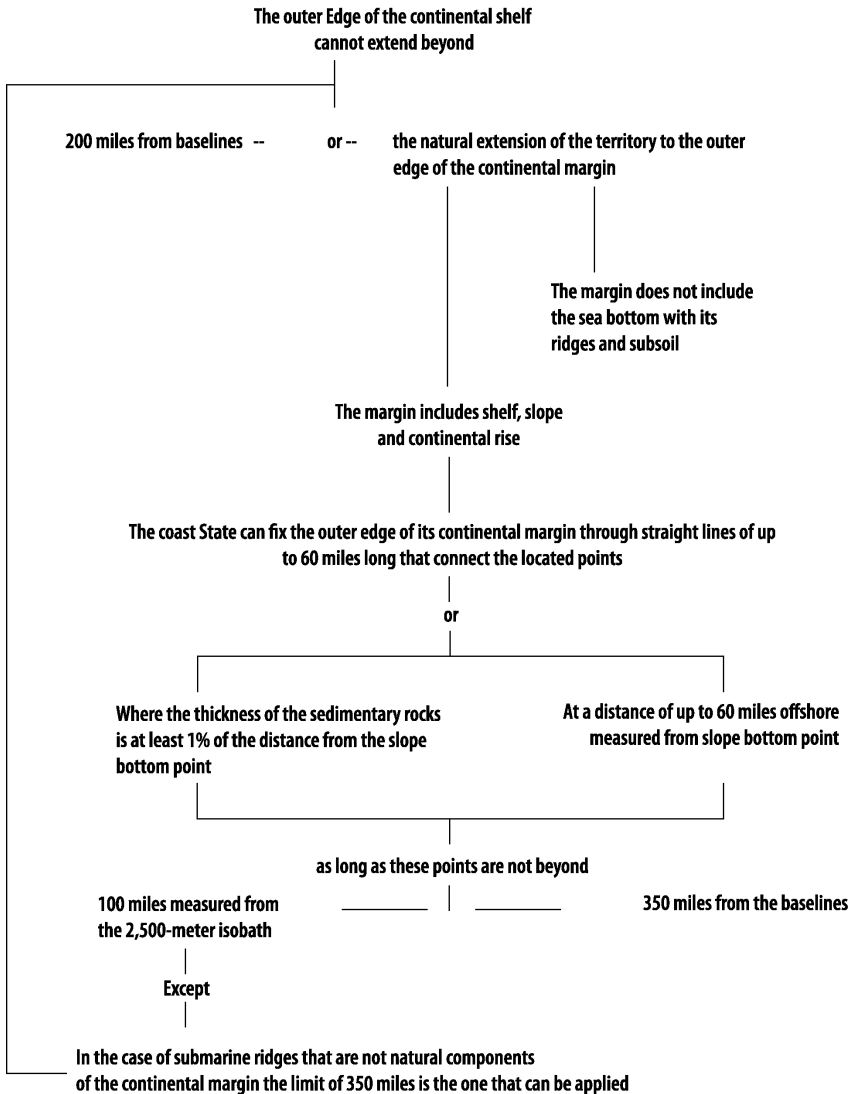 The outer Edge of the continental shelf
cannot extend beyond
200 miles from baselines -- or -- the natural extension of the territory to the outer
edge of the continental margin
The margin does not include
the sea bottom with its
ridges and subsoil
The margin includes shelf, slope
and continental rise
The coast State can fix the outer edge of its continental margin through straight lines of up
to 60 miles long that connect the located points
or
Where the thickness of the sedimentary rocks
is at least 1% of the distance from the slope
bottom point
At a distance of up to 60 miles offshore
measured from slope bottom point
as long as these points are not beyond
100 miles measured from
the 2,500-meter isobath
350 miles from the baselines
Except
In the case of submarine ridges that are not natural components
of the continental margin the limit of 350 miles is the one that can be applied